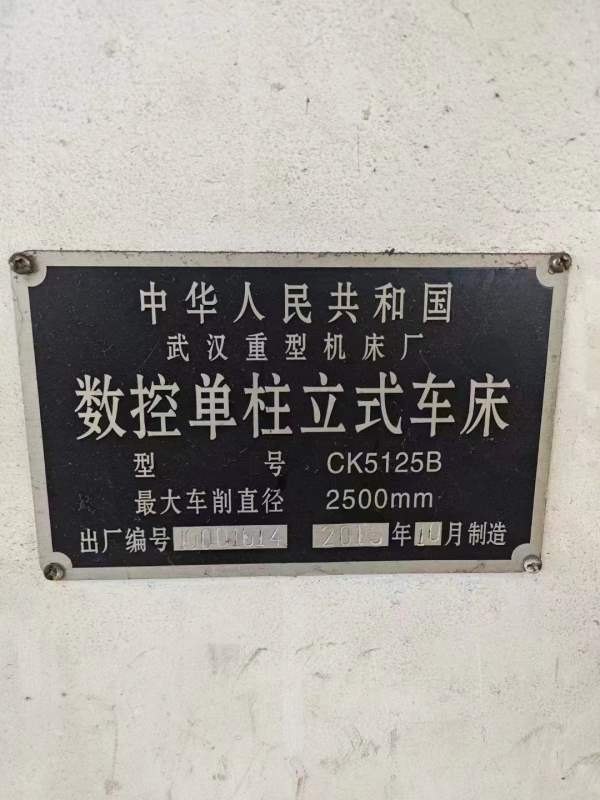 中华人民共和国
武汉重型机床厂
数控单柱立式车床
型 号 CK5125B
最大车削直径 2500mm
出厂编号 年 10 月制造